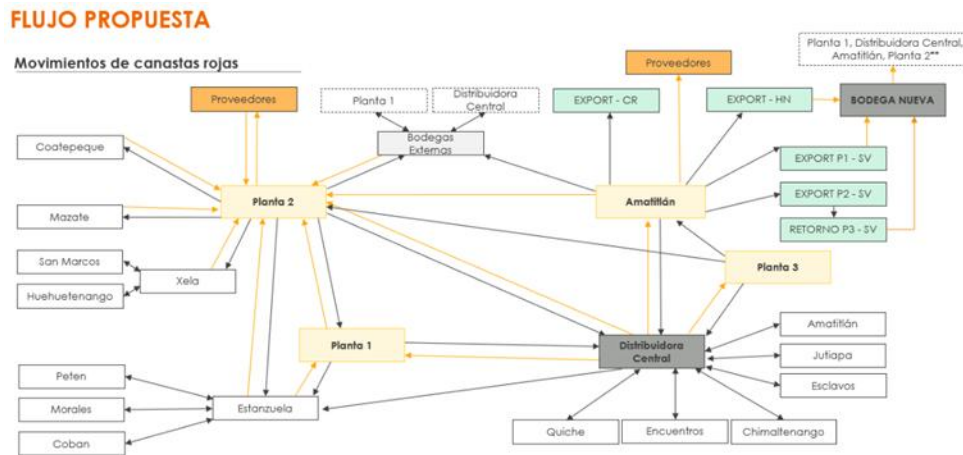 FLUJO PROPUESTA
Movimientos de canastas rojas
Planta 1, Distribuidora Central,
Amatitlán, Planta 2**
Proveedores
Proveedores
Planta 1
Distribuidora
Central
EXPORT - CR
EXPORT - HN
BODEGA NUEVA
Coatepeque
Bodegas
Externas
EXPORT P1 - SV
Planta 2
Amatitlán
EXPORT P2 - SV
Mazate
RETORNO P3 - SV
San Marcos
Xela
Planta 3
Huehuetenango
Amatitlán
Planta 1
Distribuidora
Central
Jutiapa
Peten
Esclavos
Morales
Estanzuela
Coban
Quiche
Encuentros
Chimaltenango